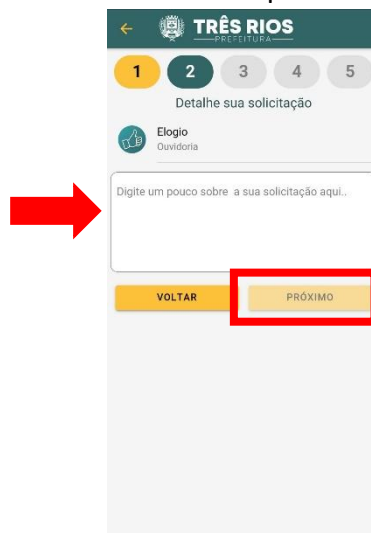 TRÊS RIOS
PREFEITURA
1 2 3 4 5
Detalhe sua solicitação
Elogio
Ouvidoria
Digite um pouco sobre a sua solicitação aqui..
VOLTAR PRÓXIMO